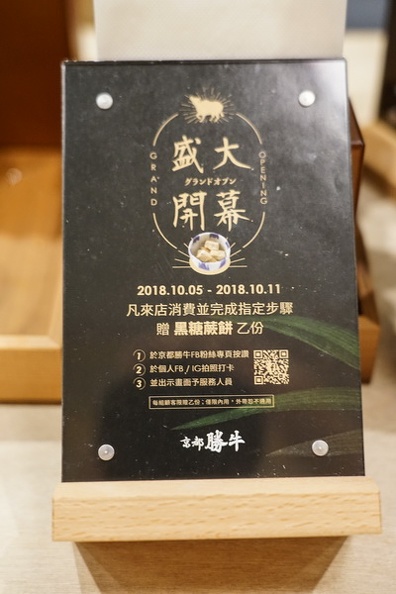 盛大
グランドオープン
GRAND
OPENING
開幕
2018.10.05 - 2018.10.11
凡來店消費並完成指定步驟
贈 黑糖蕨餅 乙份
① 於京都勝牛FB粉絲專頁按讚
② 於個人FB / IG拍照打卡
③ 並出示畫面予服務人員
每組顧客限贈乙份；僅限內用，外帶恕不適用
京都 勝牛